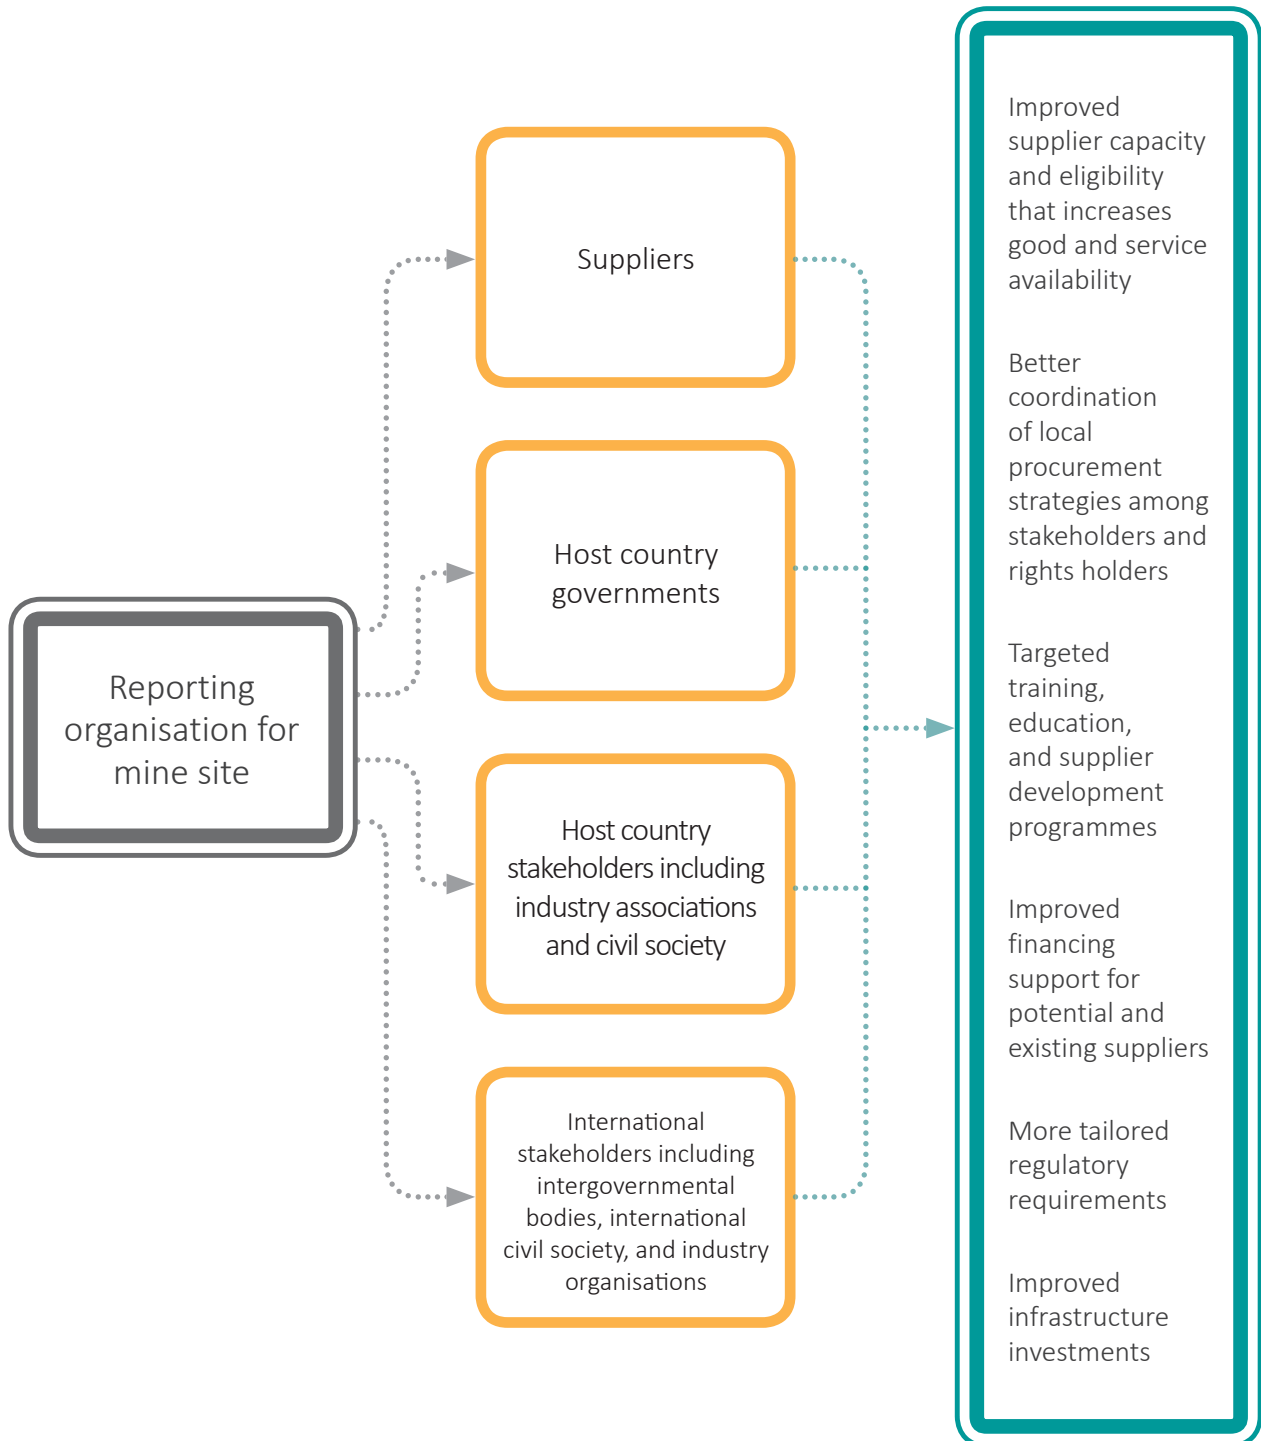 Reporting
organisation for
mine site
Suppliers
Host country
governments
Host country
stakeholders including
industry associations
and civil society
International
stakeholders including
intergovernmental
bodies, international
civil society, and industry
organisations
Improved
supplier capacity
and eligibility
that increases
good and service
availability
Better
coordination
of local
procurement
strategies among
stakeholders and
rights holders
Targeted
training,
education,
and supplier
development
programmes
Improved
financing
support for
potential and
existing suppliers
More tailored
regulatory
requirements
Improved
infrastructure
investments